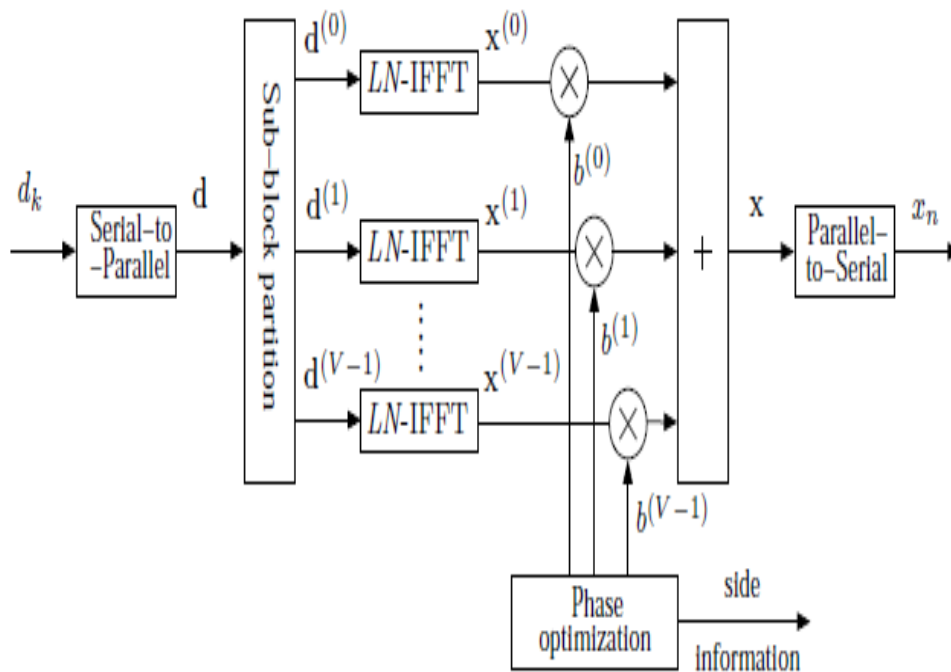 d_k
Serial–to
–Parallel
d
Sub–block partition
d^(0)
LN-IFFT
x^(0)
b^(0)
d^(1)
LN-IFFT
x^(1)
b^(1)
d^(V−1)
LN-IFFT
x^(V−1)
b^(V−1)
+
x
Parallel–
to–Serial
x_n
Phase
optimization
side
information